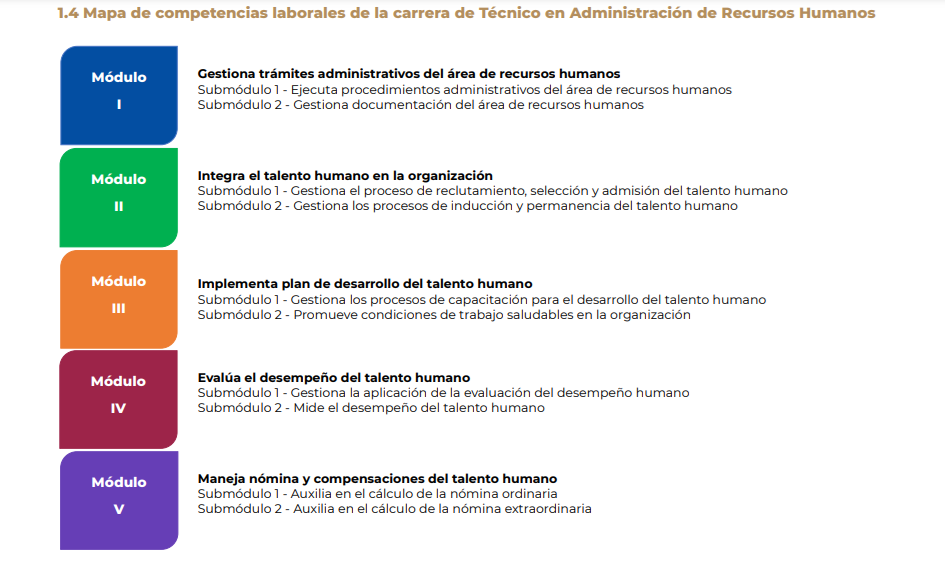 1.4 Mapa de competencias laborales de la carrera de Técnico en Administración de Recursos Humanos
Módulo
I
Gestiona trámites administrativos del área de recursos humanos
Submódulo 1 - Ejecuta procedimientos administrativos del área de recursos humanos
Submódulo 2 - Gestiona documentación del área de recursos humanos
Módulo
II
Integra el talento humano en la organización
Submódulo 1 - Gestiona el proceso de reclutamiento, selección y admisión del talento humano
Submódulo 2 - Gestiona los procesos de inducción y permanencia del talento humano
Módulo
III
Implementa plan de desarrollo del talento humano
Submódulo 1 - Gestiona los procesos de capacitación para el desarrollo del talento humano
Submódulo 2 - Promueve condiciones de trabajo saludables en la organización
Módulo
IV
Evalúa el desempeño del talento humano
Submódulo 1 - Gestiona la aplicación de la evaluación del desempeño humano
Submódulo 2 - Mide el desempeño del talento humano
Módulo
V
Maneja nómina y compensaciones del talento humano
Submódulo 1 - Auxilia en el cálculo de la nómina ordinaria
Submódulo 2 - Auxilia en el cálculo de la nómina extraordinaria